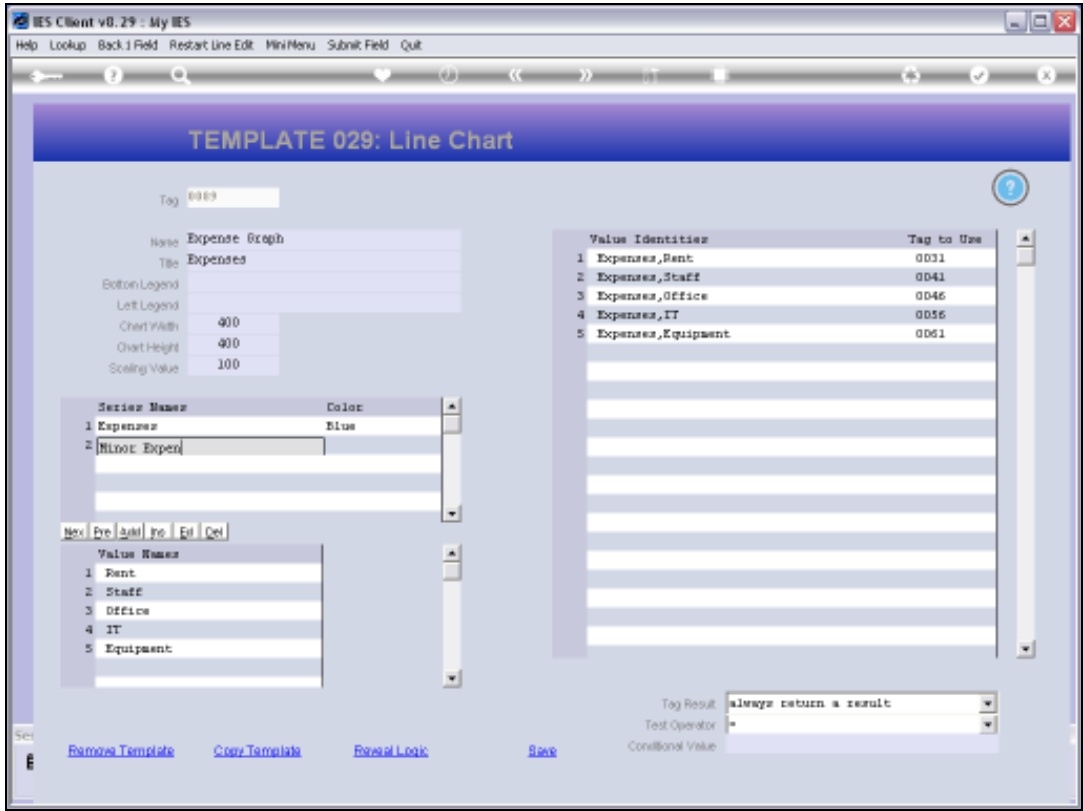 IES Client v8.29 : My IES
Help Lookup Back 1 Field Restart Line Edit Mini Menu Submit Field Quit
TEMPLATE 029: Line Chart
Tag 0089
Name Expense Graph
Title Expenses
Bottom Legend
Left Legend
Chart Width 400
Chart Height 400
Scaling Value 100
Series Names Color
1 Expenses Blue
2 Minor Expen
Nex Pre Add Ins Ed Del
Value Names
1 Rent
2 Staff
3 Office
4 IT
5 Equipment
Value Identities Tag to Use
1 Expenses,Rent 0031
2 Expenses,Staff 0041
3 Expenses,Office 0046
4 Expenses,IT 0056
5 Expenses,Equipment 0061
Tag Result always return a result
Test Operator =
Conditional Value
Remove Template Copy Template Reveal Logic Save